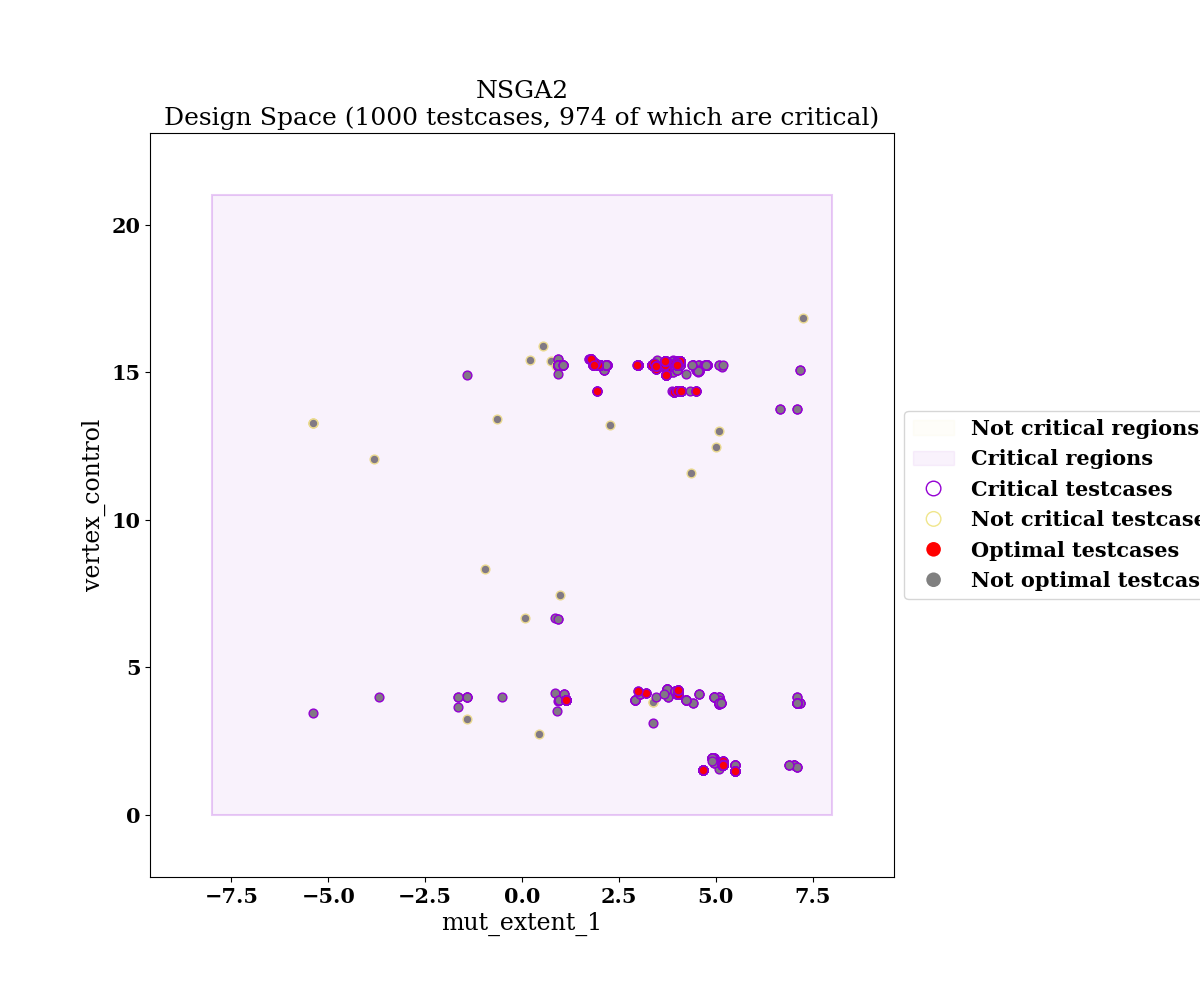 NSGA2
Design Space (1000 testcases, 974 of which are critical)
vertex_control
20
15
10
5
0
−7.5 −5.0 −2.5 0.0 2.5 5.0 7.5
mut_extent_1
Not critical regions
Critical regions
Critical testcases
Not critical testcase
Optimal testcases
Not optimal testcas